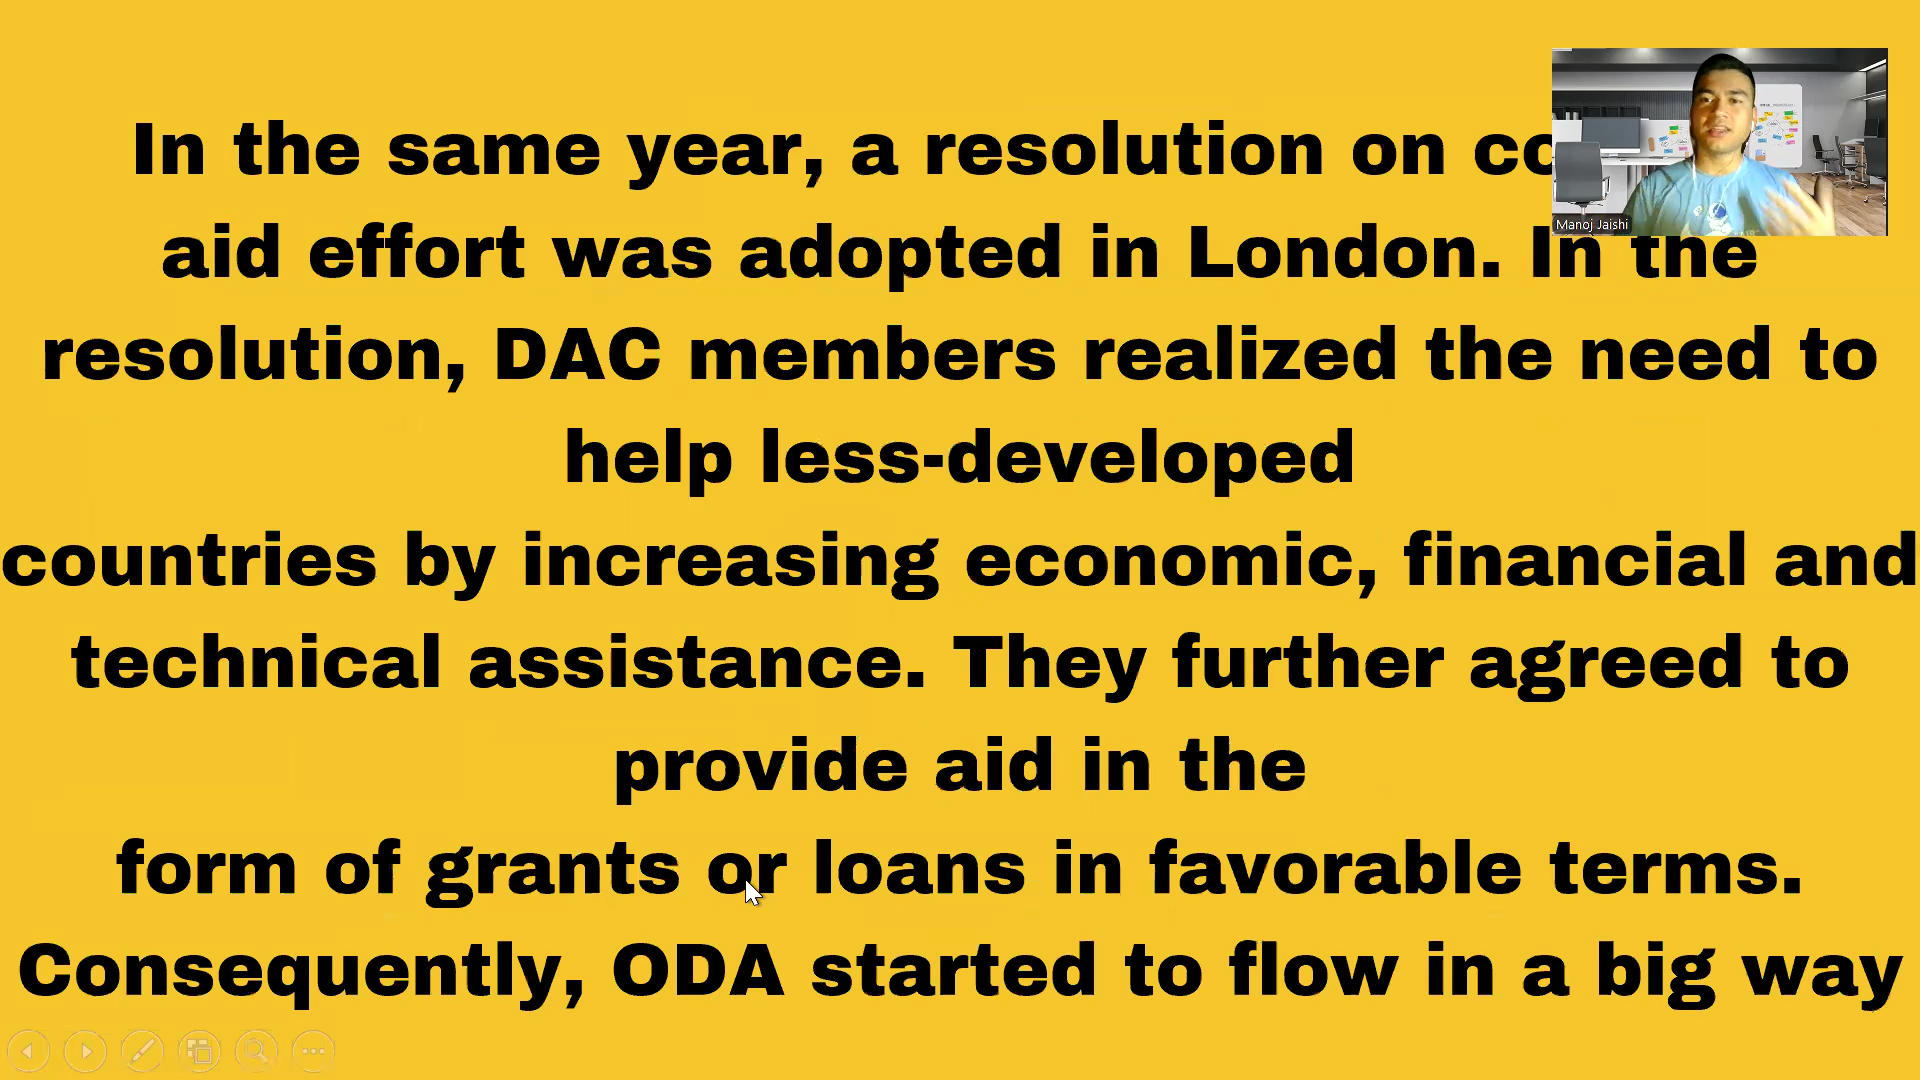 In the same year, a resolution on
aid effort was adopted in London. In the
resolution, DAC members realized the need to
help less-developed
countries by increasing economic, financial and
technical assistance. They further agreed to
provide aid in the
form of grants or loans in favorable terms.
Consequently, ODA started to flow in a big way
Manoj Jaishi